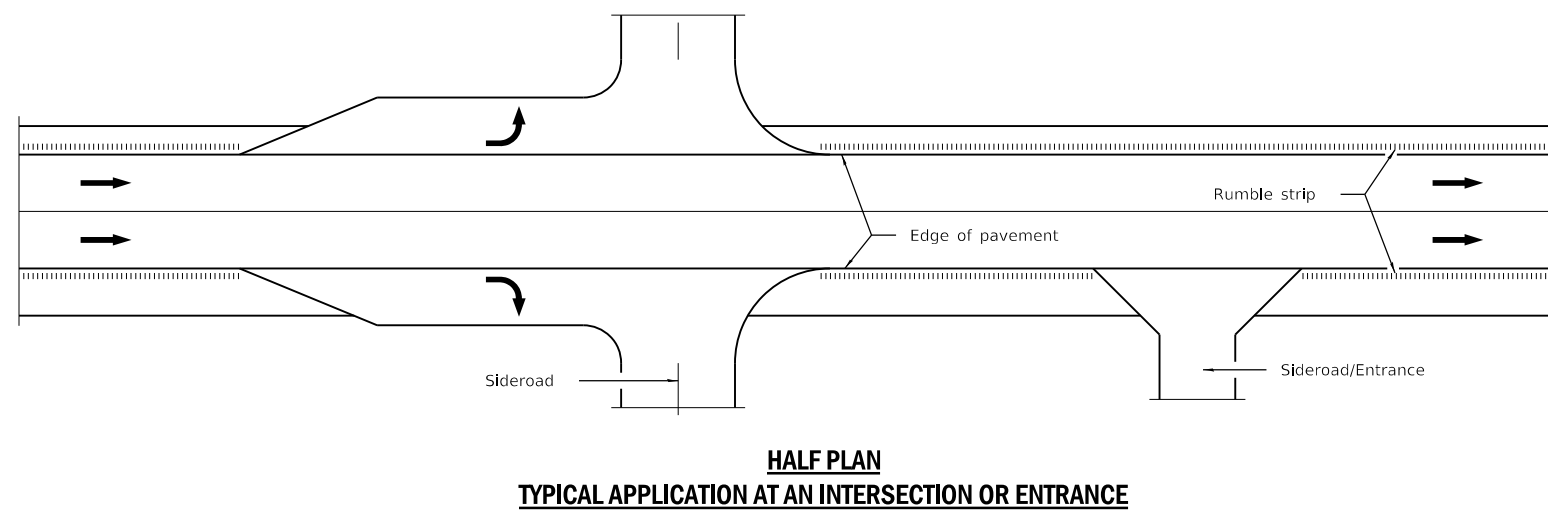 Rumble strip
Edge of pavement
Sideroad
Sideroad/Entrance
HALF PLAN
TYPICAL APPLICATION AT AN INTERSECTION OR ENTRANCE